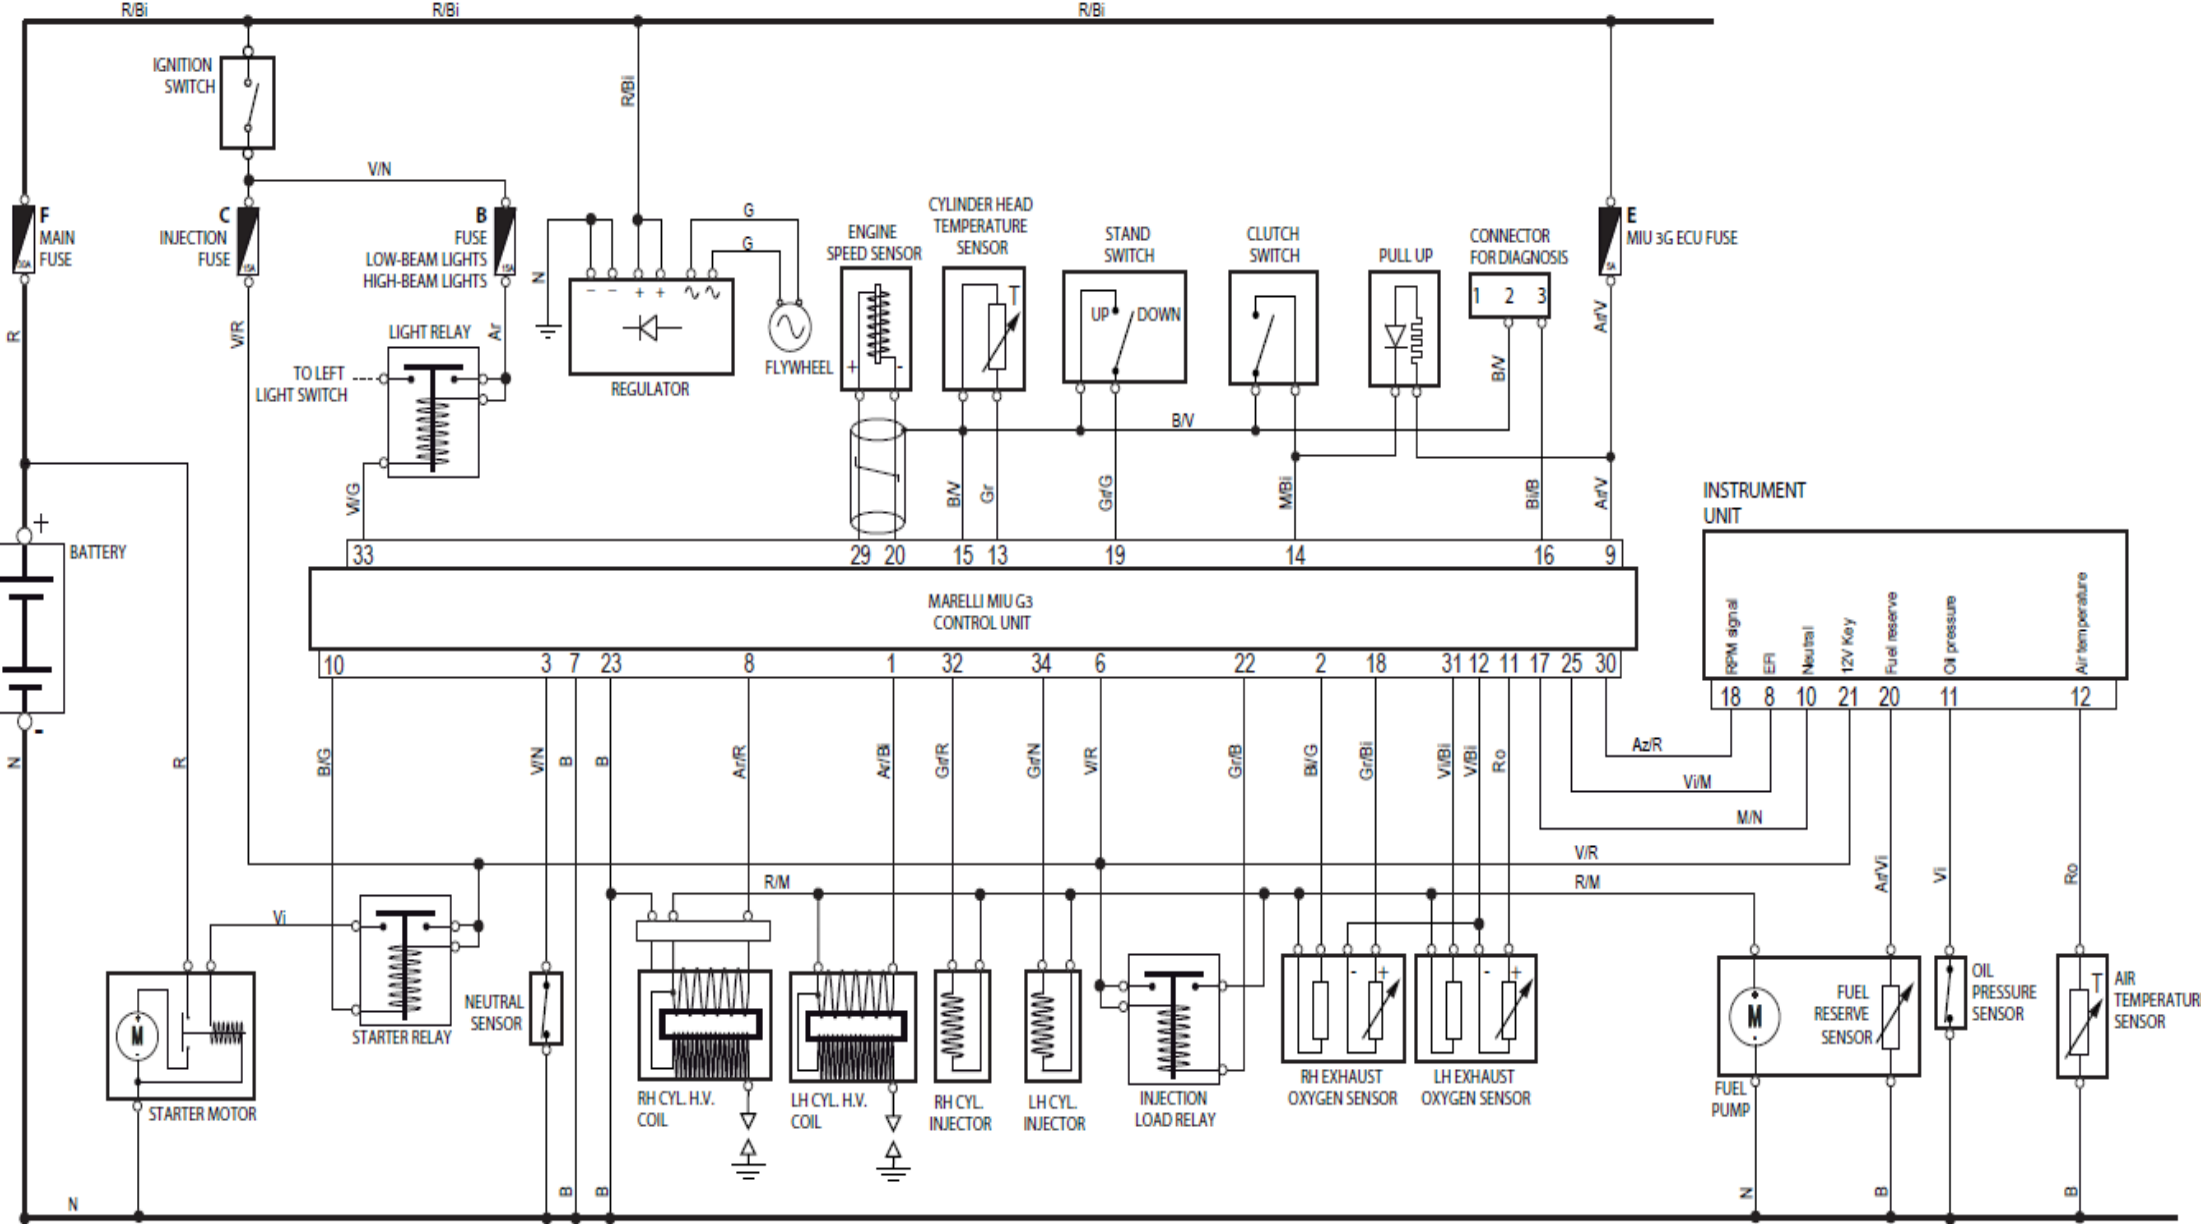 R/Bi
R/Bi
R/Bi
IGNITION
SWITCH
R/Bi
V/N
F
MAIN
FUSE
30A
C
INJECTION
FUSE
15A
B
FUSE
LOW-BEAM LIGHTS
HIGH-BEAM LIGHTS
15A
N
- - + +
REGULATOR
G
G
FLYWHEEL
ENGINE
SPEED SENSOR
+ -
CYLINDER HEAD
TEMPERATURE
SENSOR
T
STAND
SWITCH
UP
DOWN
CLUTCH
SWITCH
PULL UP
CONNECTOR
FOR DIAGNOSIS
1 2 3
E
MIU 3G ECU FUSE
5A
R
V/R
LIGHT RELAY
Ar
TO LEFT
LIGHT SWITCH
B/V
Ar/V
B/V
Vi/G
B/V
Gr
Gr/G
M/Bi
Bi/B
Ar/V
+
BATTERY
-
33 29 20 15 13 19 14 16 9
MARELLI MIU G3
CONTROL UNIT
10 3 7 23 8 1 32 34 6 22 2 18 31 12 11 17 25 30
INSTRUMENT
UNIT
RPM signal
EFI
Neutral
12V Key
Fuel reserve
Oil pressure
Air temperature
18 8 10 21 20 11 12
N
R
B/G
V/N
B
B
Ar/R
Ar/Bi
Gr/R
Gr/N
V/R
Gr/B
Bi/G
Gr/Bi
Vi/Bi
V/Bi
Ro
Az/R
Vi/M
M/N
V/R
R/M
R/M
Ar/Vi
Vi
Ro
Vi
M
STARTER MOTOR
STARTER RELAY
NEUTRAL
SENSOR
RH CYL. H.V.
COIL
LH CYL. H.V.
COIL
RH CYL.
INJECTOR
LH CYL.
INJECTOR
INJECTION
LOAD RELAY
- +
RH EXHAUST
OXYGEN SENSOR
- +
LH EXHAUST
OXYGEN SENSOR
M
FUEL
PUMP
FUEL
RESERVE
SENSOR
OIL
PRESSURE
SENSOR
T
AIR
TEMPERATURE
SENSOR
N
B
B
N
B
B